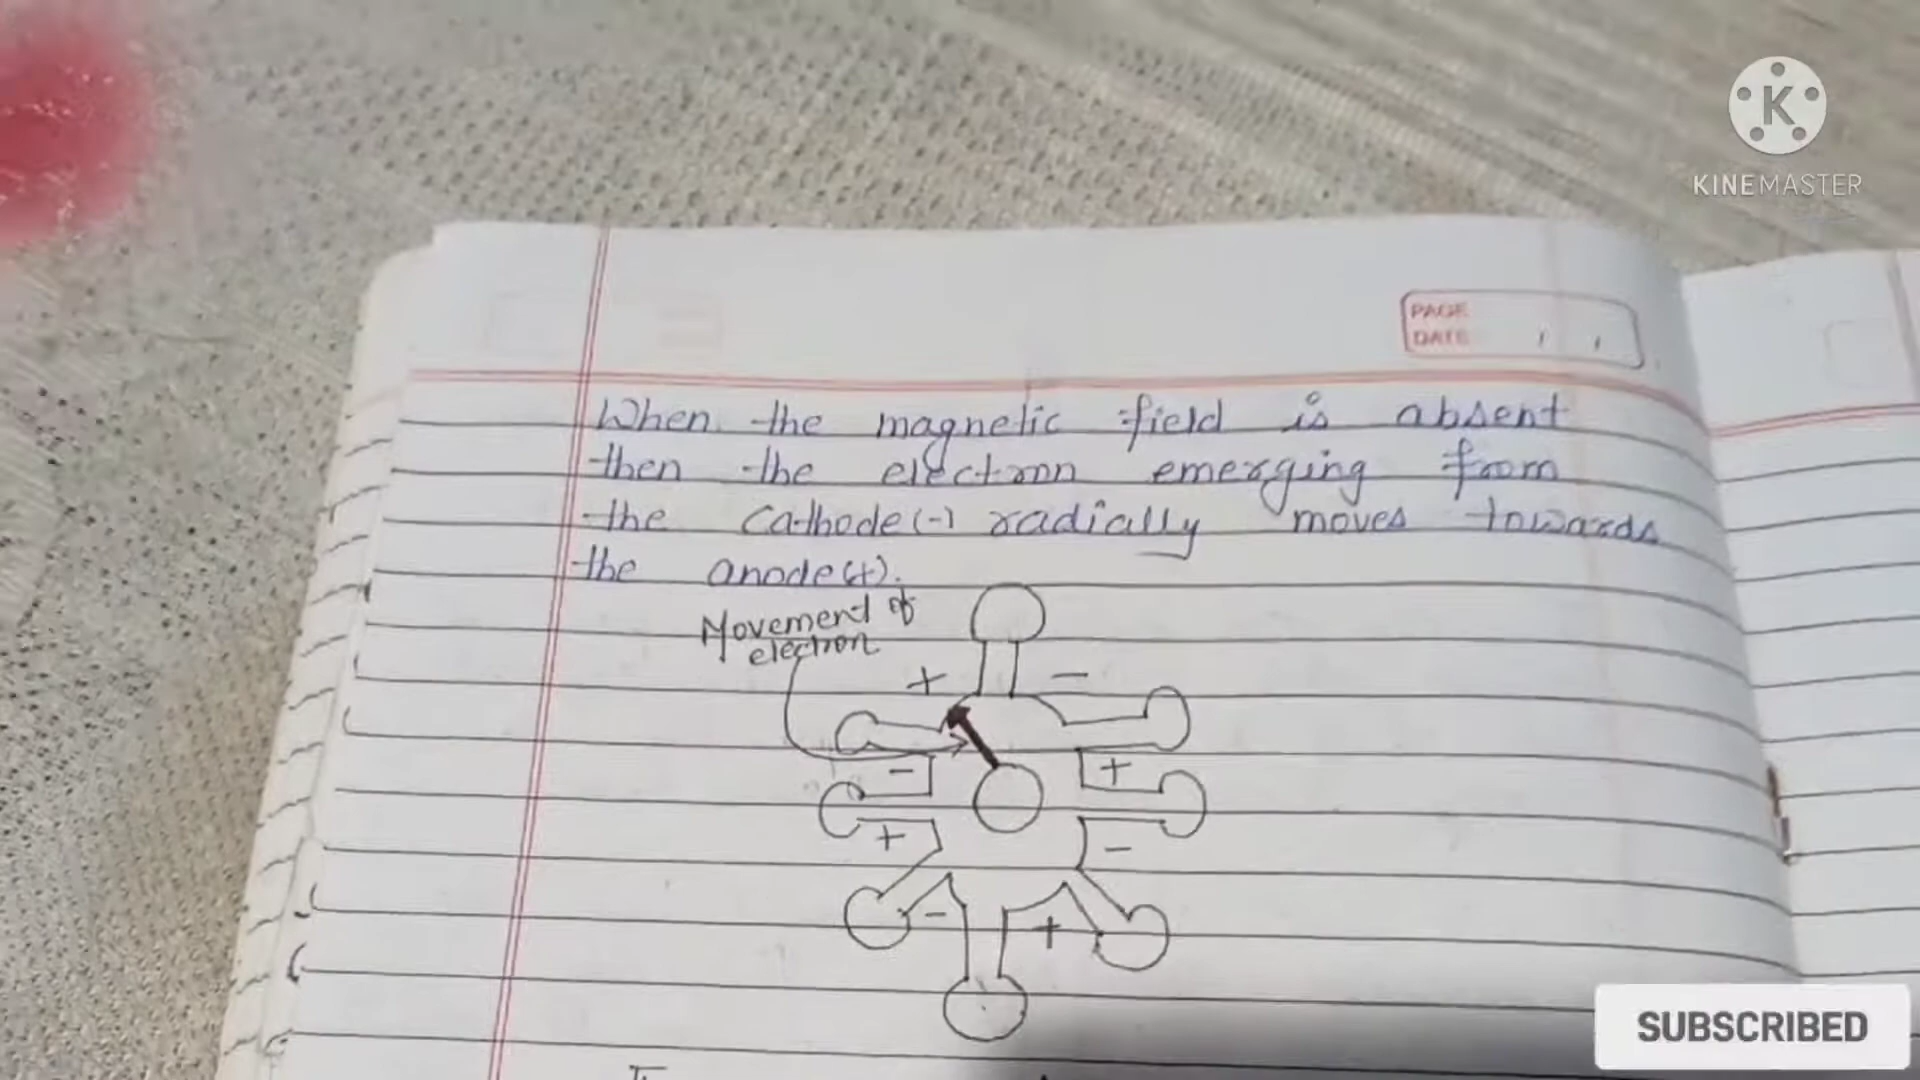 KINEMASTER
PAGE
DATE
When the magnetic field is absent
then the electron emerging from
the cathode(-) radially moves towards
the anode(+).
Movement of
electron
+ -
- +
+ -
- +
SUBSCRIBED